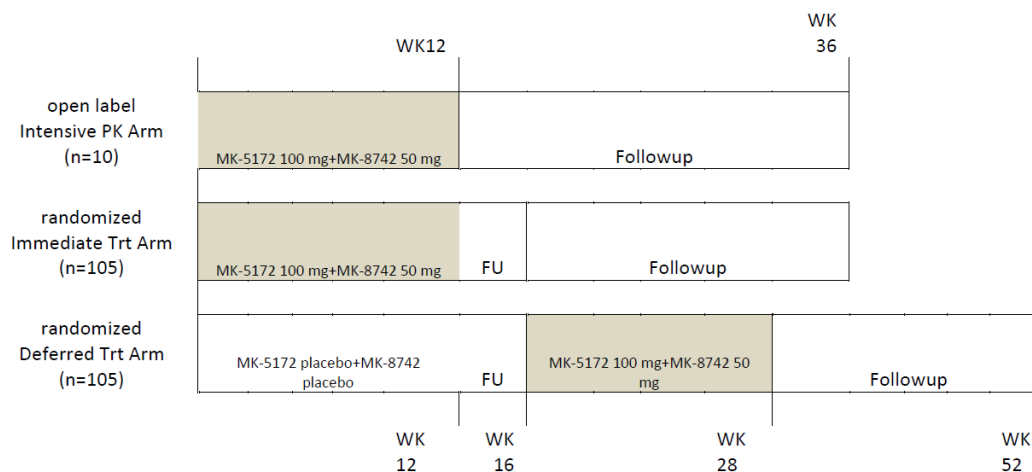 WK12
WK
36
open label
Intensive PK Arm
(n=10)
MK-5172 100 mg+MK-8742 50 mg
Followup
randomized
Immediate Trt Arm
(n=105)
MK-5172 100 mg+MK-8742 50 mg
FU
Followup
randomized
Deferred Trt Arm
(n=105)
MK-5172 placebo+MK-8742
placebo
FU
MK-5172 100 mg+MK-8742 50
mg
Followup
WK
12
WK
16
WK
28
WK
52